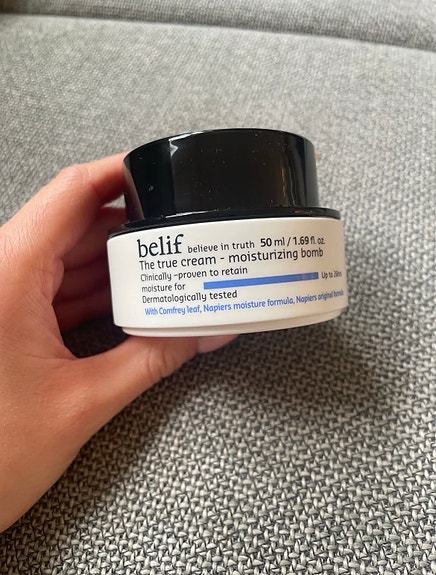 belif believe in truth 50 ml / 1.69 fl. oz.
The true cream - moisturizing bomb
Clinically -proven to retain
moisture for Up to
Dermatologically tested
With Comfrey leaf, Napiers moisture formula, Napiers original formula